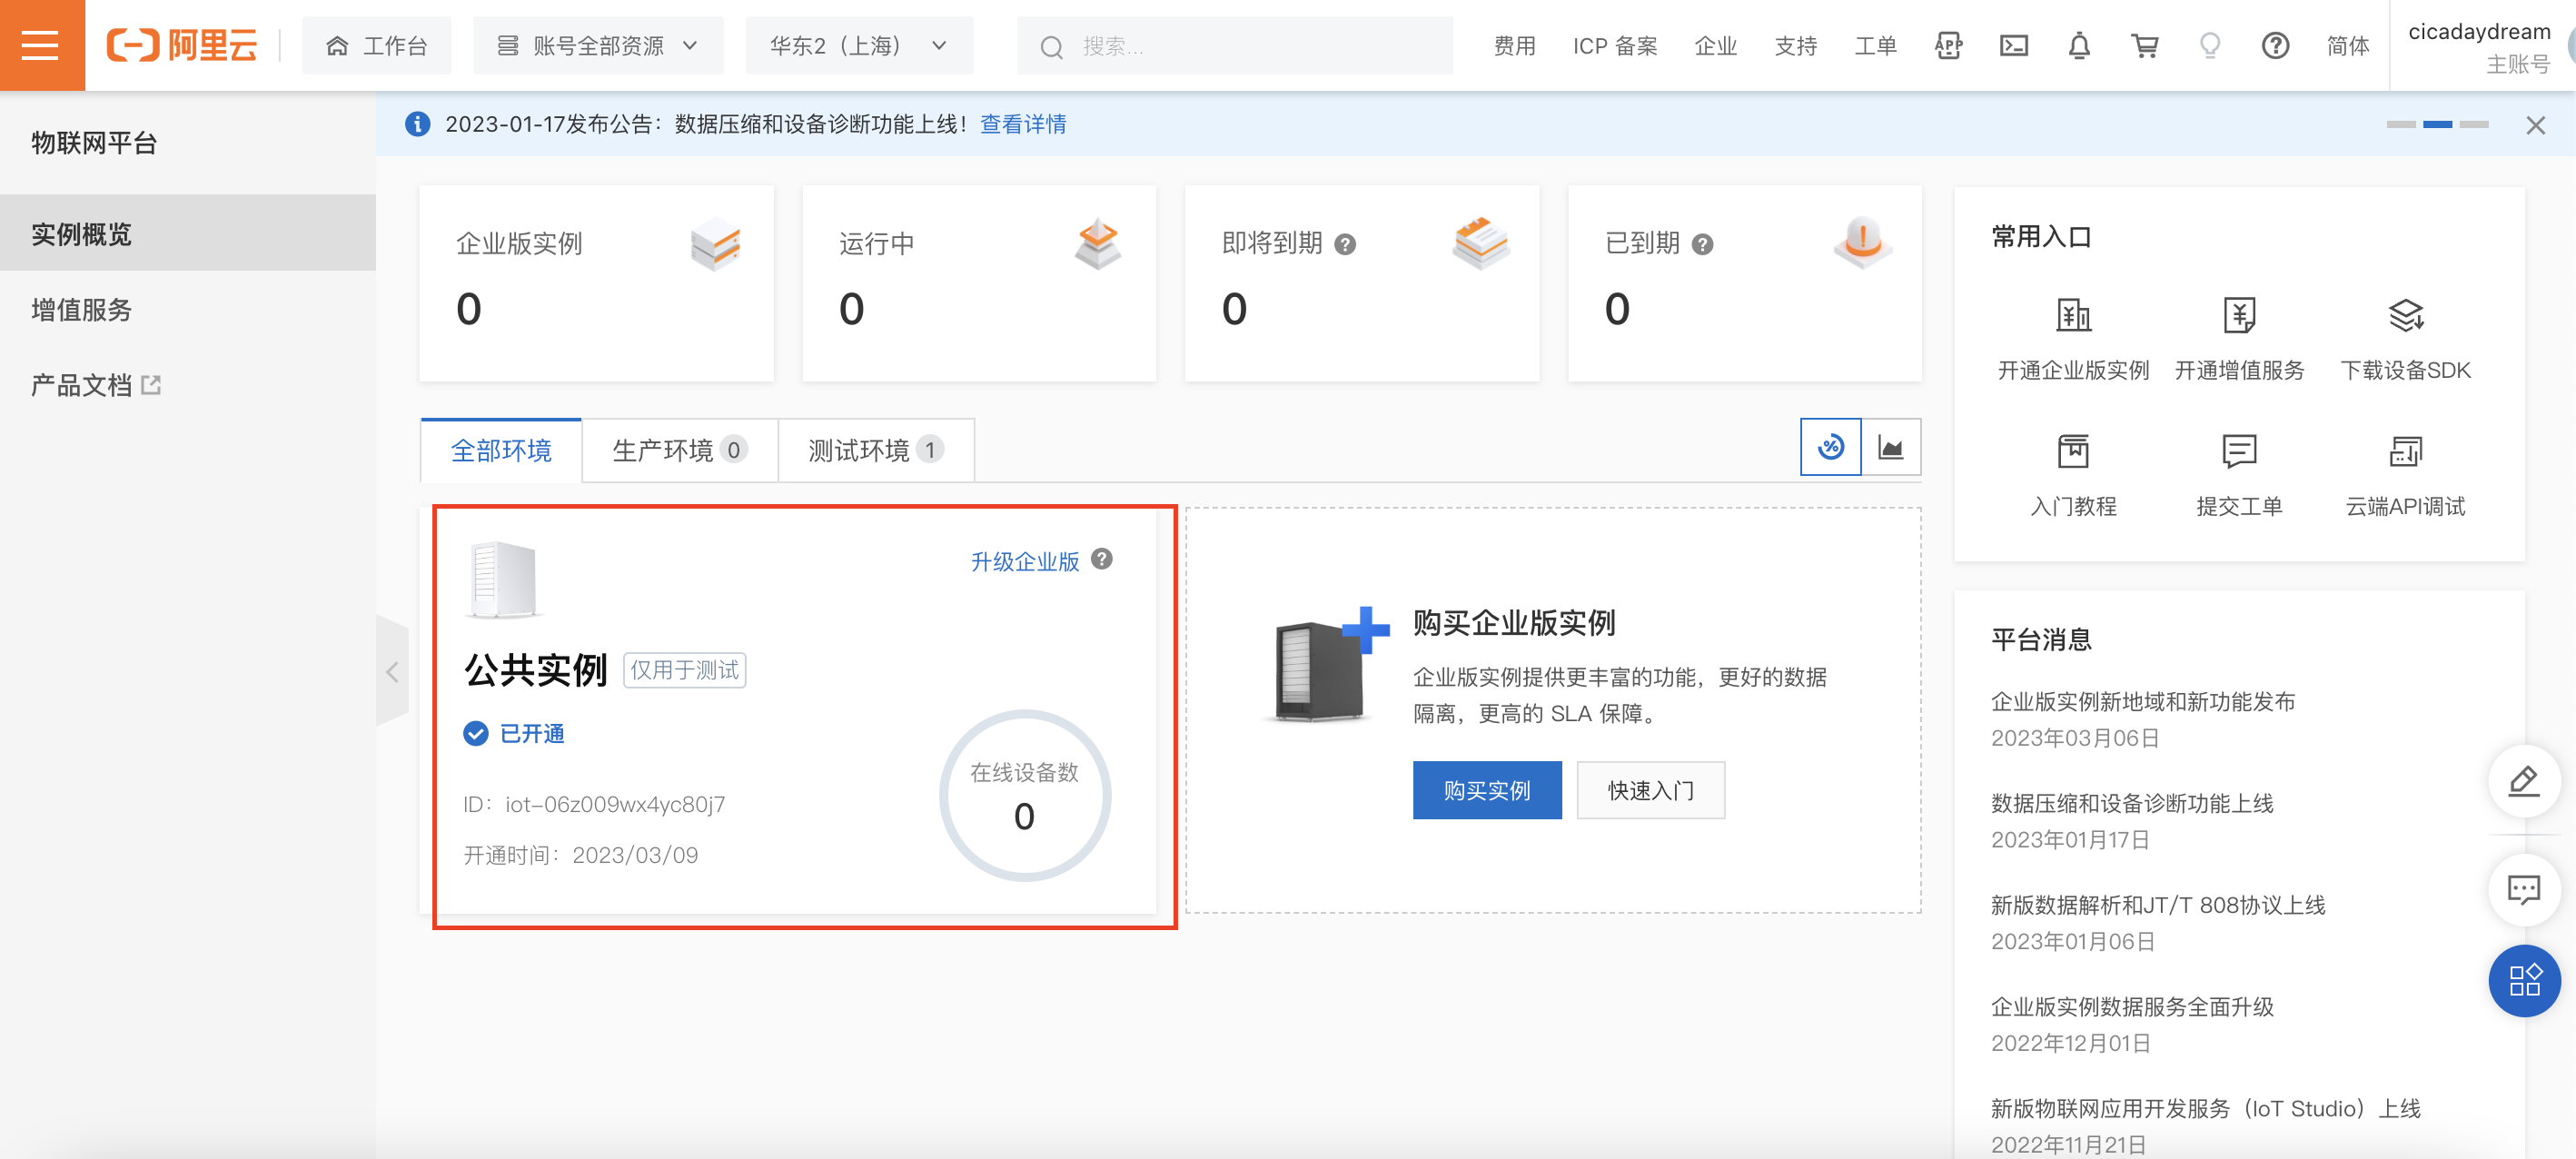 阿里云
工作台
账号全部资源
华东2（上海）
搜索...
费用
ICP 备案
企业
支持
工单
APP
简体
cicadaydream
主账号
物联网平台
实例概览
增值服务
产品文档
2023-01-17发布公告：数据压缩和设备诊断功能上线！查看详情
企业版实例
0
运行中
0
即将到期
0
已到期
0
全部环境
生产环境 0
测试环境 1
升级企业版
公共实例 仅用于测试
已开通
ID：iot-06z009wx4yc80j7
开通时间：2023/03/09
在线设备数
0
购买企业版实例
企业版实例提供更丰富的功能，更好的数据
隔离，更高的 SLA 保障。
购买实例
快速入门
常用入口
开通企业版实例
开通增值服务
下载设备SDK
入门教程
提交工单
云端API调试
平台消息
企业版实例新地域和新功能发布
2023年03月06日
数据压缩和设备诊断功能上线
2023年01月17日
新版数据解析和JT/T 808协议上线
2023年01月06日
企业版实例数据服务全面升级
2022年12月01日
新版物联网应用开发服务（IoT Studio）上线
2022年11月21日